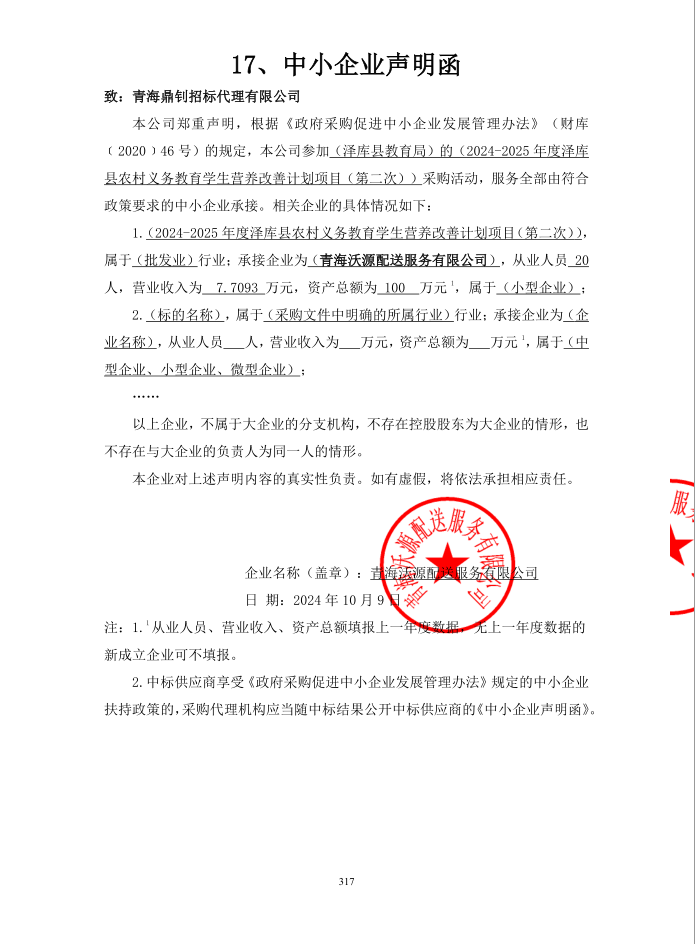 17、中小企业声明函
致：青海鼎钊招标代理有限公司
本公司郑重声明，根据《政府采购促进中小企业发展管理办法》（财库
﹝2020﹞46 号）的规定，本公司参加（泽库县教育局）的（2024-2025 年度泽库
县农村义务教育学生营养改善计划项目（第二次））采购活动，服务全部由符合
政策要求的中小企业承接。相关企业的具体情况如下：
1.（2024-2025 年度泽库县农村义务教育学生营养改善计划项目(第二次)），
属于（批发业）行业；承接企业为（青海沃源配送服务有限公司），从业人员 20
人，营业收入为 7.7093 万元，资产总额为 100 万元¹，属于（小型企业）；
2.（标的名称），属于（采购文件中明确的所属行业）行业；承接企业为（企
业名称），从业人员___人，营业收入为___万元，资产总额为___万元¹，属于（中
型企业、小型企业、微型企业）；
……
以上企业，不属于大企业的分支机构，不存在控股股东为大企业的情形，也
不存在与大企业的负责人为同一人的情形。
本企业对上述声明内容的真实性负责。如有虚假，将依法承担相应责任。
企业名称（盖章）：青海沃源配送服务有限公司
青海沃源配送服务有限公司
日 期：2024 年 10 月 9 日
注：1.¹从业人员、营业收入、资产总额填报上一年度数据，无上一年度数据的
新成立企业可不填报。
2.中标供应商享受《政府采购促进中小企业发展管理办法》规定的中小企业
扶持政策的，采购代理机构应当随中标结果公开中标供应商的《中小企业声明函》。
317